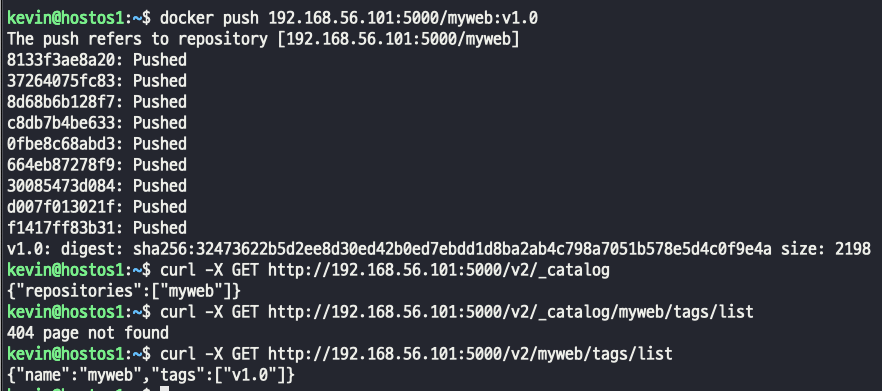 kevin@hostos1:~$ docker push 192.168.56.101:5000/myweb:v1.0
The push refers to repository [192.168.56.101:5000/myweb]
8133f3ae8a20: Pushed
37264075fc83: Pushed
8d68b6b128f7: Pushed
c8db7b4be633: Pushed
0fbe8c68abd3: Pushed
664eb87278f9: Pushed
30085473d084: Pushed
d007f013021f: Pushed
f1417ff83b31: Pushed
v1.0: digest: sha256:32473622b5d2ee8d30ed42b0ed7ebdd1d8ba2ab4c798a7051b578e5d4c0f9e4a size: 2198
kevin@hostos1:~$ curl -X GET http://192.168.56.101:5000/v2/_catalog
{"repositories":["myweb"]}
kevin@hostos1:~$ curl -X GET http://192.168.56.101:5000/v2/_catalog/myweb/tags/list
404 page not found
kevin@hostos1:~$ curl -X GET http://192.168.56.101:5000/v2/myweb/tags/list
{"name":"myweb","tags":["v1.0"]}